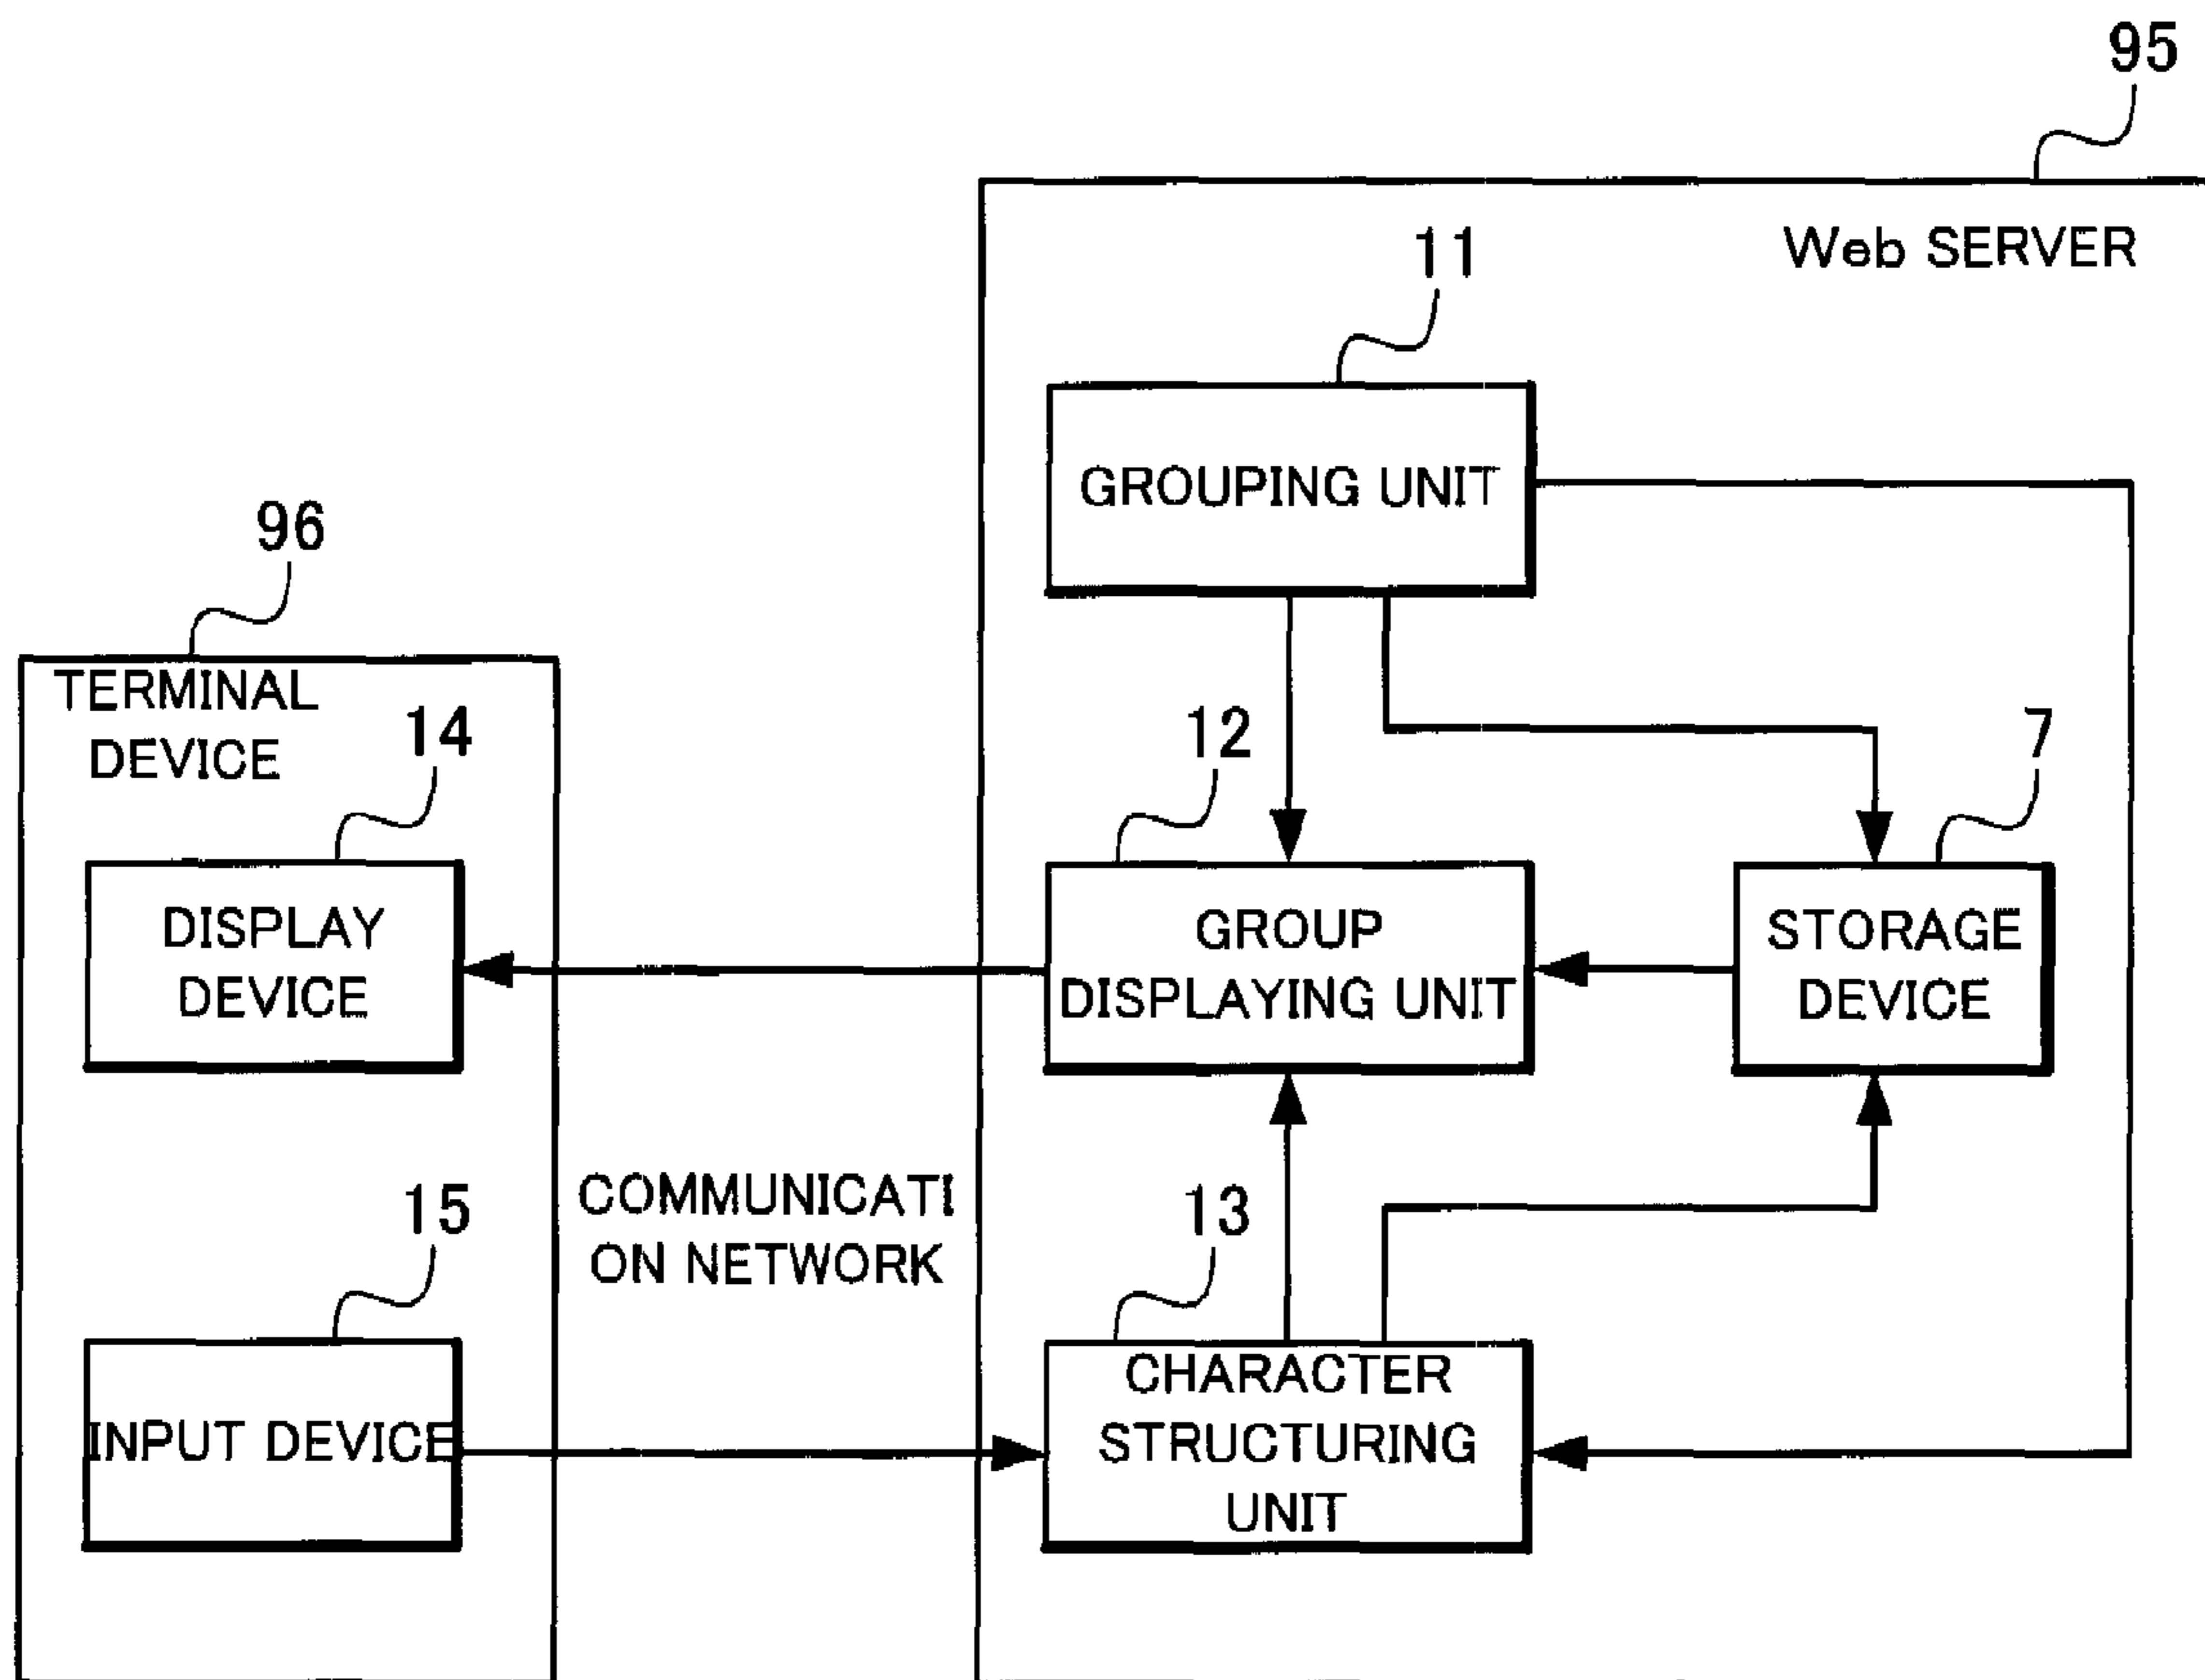 95
Web SERVER
11
GROUPING UNIT
96
TERMINAL
DEVICE
14
12
7
DISPLAY
DEVICE
GROUP
DISPLAYING UNIT
STORAGE
DEVICE
COMMUNICATI
ON NETWORK
15
13
INPUT DEVICE
CHARACTER
STRUCTURING
UNIT